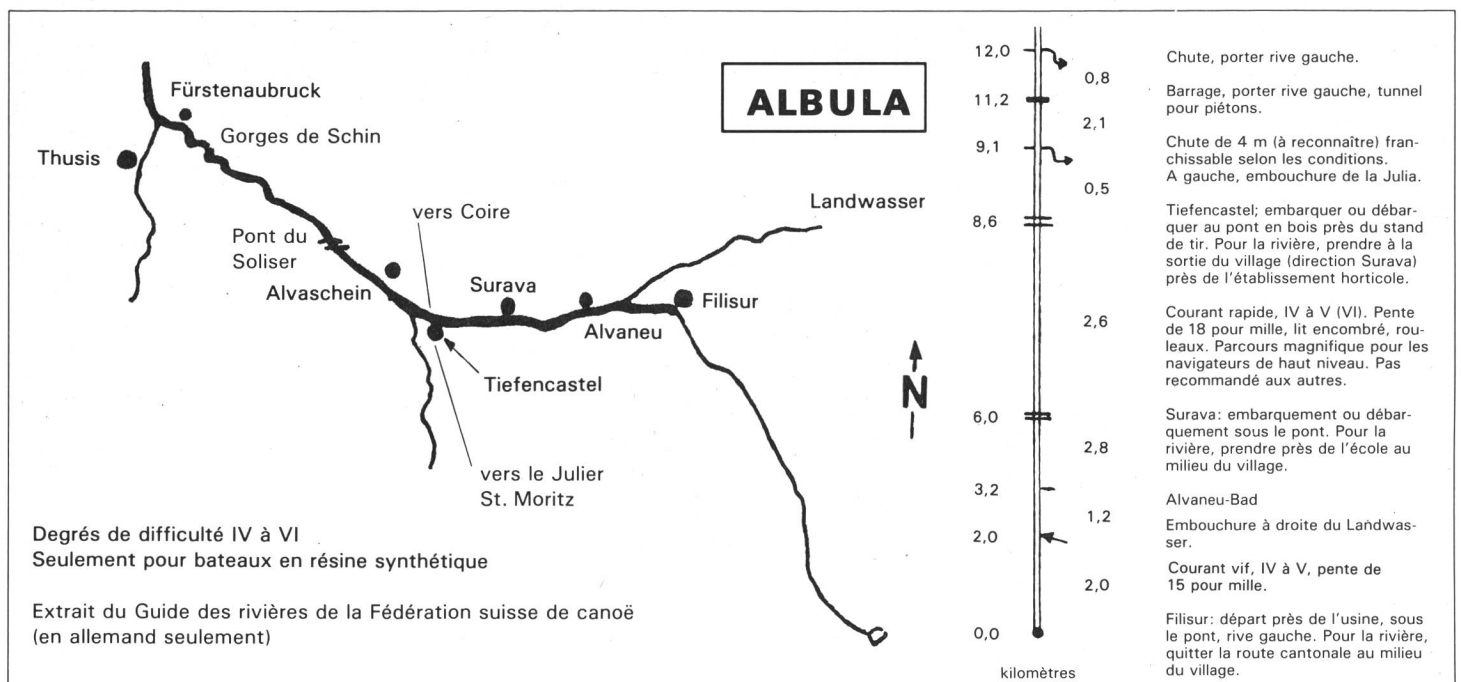 ALBULA
Fürstenaubruck
Gorges de Schin
Thusis
Pont du
Soliser
Alvaschein
vers Coire
Surava
Alvaneu
Landwasser
Filisur
Tiefencastel
vers le Julier
St. Moritz
N
Degrés de difficulté IV à VI
Seulement pour bateaux en résine synthétique
Extrait du Guide des rivières de la Fédération suisse de canoë
(en allemand seulement)
12,0
0,8
11,2
2,1
9,1
0,5
8,6
2,6
6,0
2,8
3,2
1,2
2,0
2,0
0,0
kilomètres
Chute, porter rive gauche.
Barrage, porter rive gauche, tunnel
pour piétons.
Chute de 4 m (à reconnaître) fran-
chissable selon les conditions.
A gauche, embouchure de la Julia.
Tiefencastel; embarquer ou débar-
quer au pont en bois près du stand
de tir. Pour la rivière, prendre à la
sortie du village (direction Surava)
près de l'établissement horticole.
Courant rapide, IV à V (VI). Pente
de 18 pour mille, lit encombré, rou-
leaux. Parcours magnifique pour les
navigateurs de haut niveau. Pas
recommandé aux autres.
Surava: embarquement ou débar-
quement sous le pont. Pour la
rivière, prendre près de l'école au
milieu du village.
Alvaneu-Bad
Embouchure à droite du Landwas-
ser.
Courant vif, IV à V, pente de
15 pour mille.
Filisur: départ près de l'usine, sous
le pont, rive gauche. Pour la rivière,
quitter la route cantonale au milieu
du village.